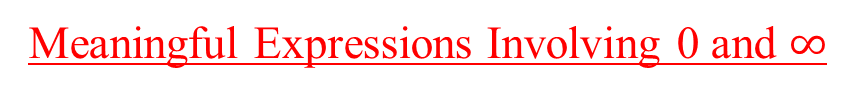 Meaningful Expressions Involving 0 and ∞